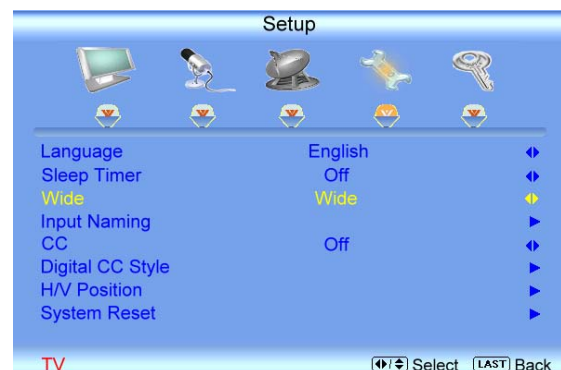 Setup
Language English
Sleep Timer Off
Wide Wide
Input Naming
CC Off
Digital CC Style
H/V Position
System Reset
TV / Select LAST Back